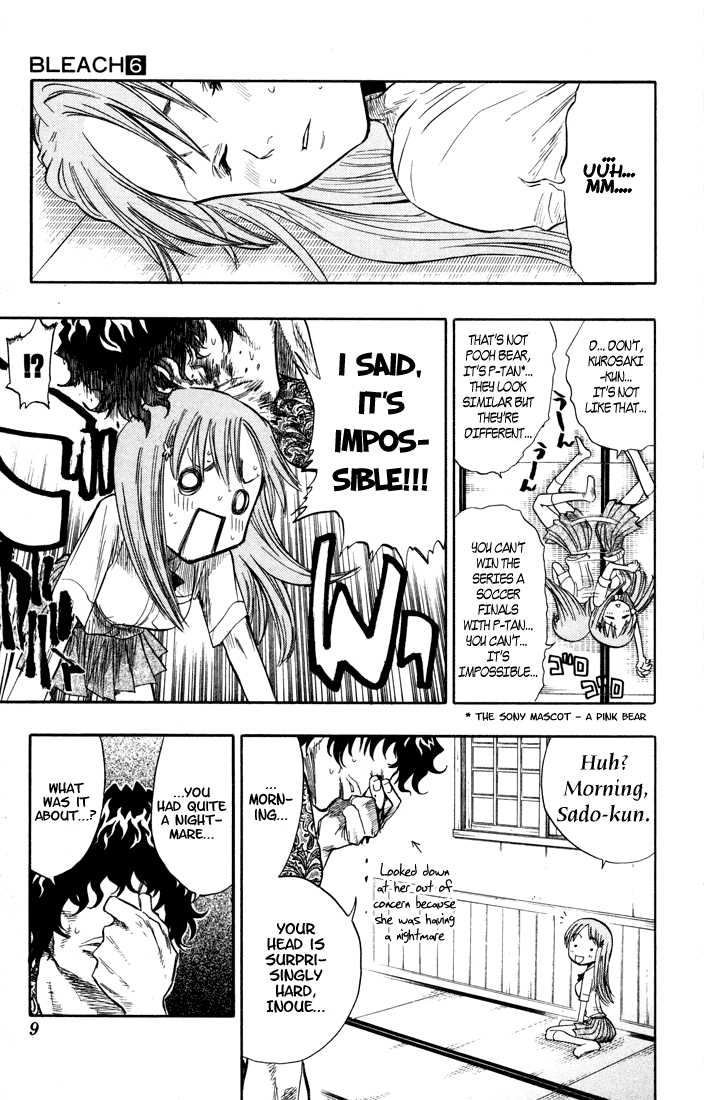 BLEACH 6
...
UUH...
MM....
D... DON'T,
KUROSAKI
-KUN...
IT'S NOT
LIKE THAT...
THAT'S NOT
POOH BEAR,
IT'S P-TAN*...
THEY LOOK
SIMILAR BUT
THEY'RE
DIFFERENT...
うーん
うーん
YOU CAN'T
WIN THE
SERIES A
SOCCER
FINALS
WITH P-TAN...
YOU CAN'T...
IT'S
IMPOSSIBLE...
ゴロ
ゴロ
* THE SONY MASCOT - A PINK BEAR
I SAID,
IT'S
IMPOS-
SIBLE!!!
!?
Huh?
Morning,
Sado-kun.
...
MORN-
ING...
Looked down
at her out of
concern because
she was having
a nightmare
YOUR
HEAD IS
SURPRI-
SINGLY
HARD,
INOUE...
...YOU
HAD QUITE
A NIGHT-
MARE...
WHAT
WAS IT
ABOUT...?
9